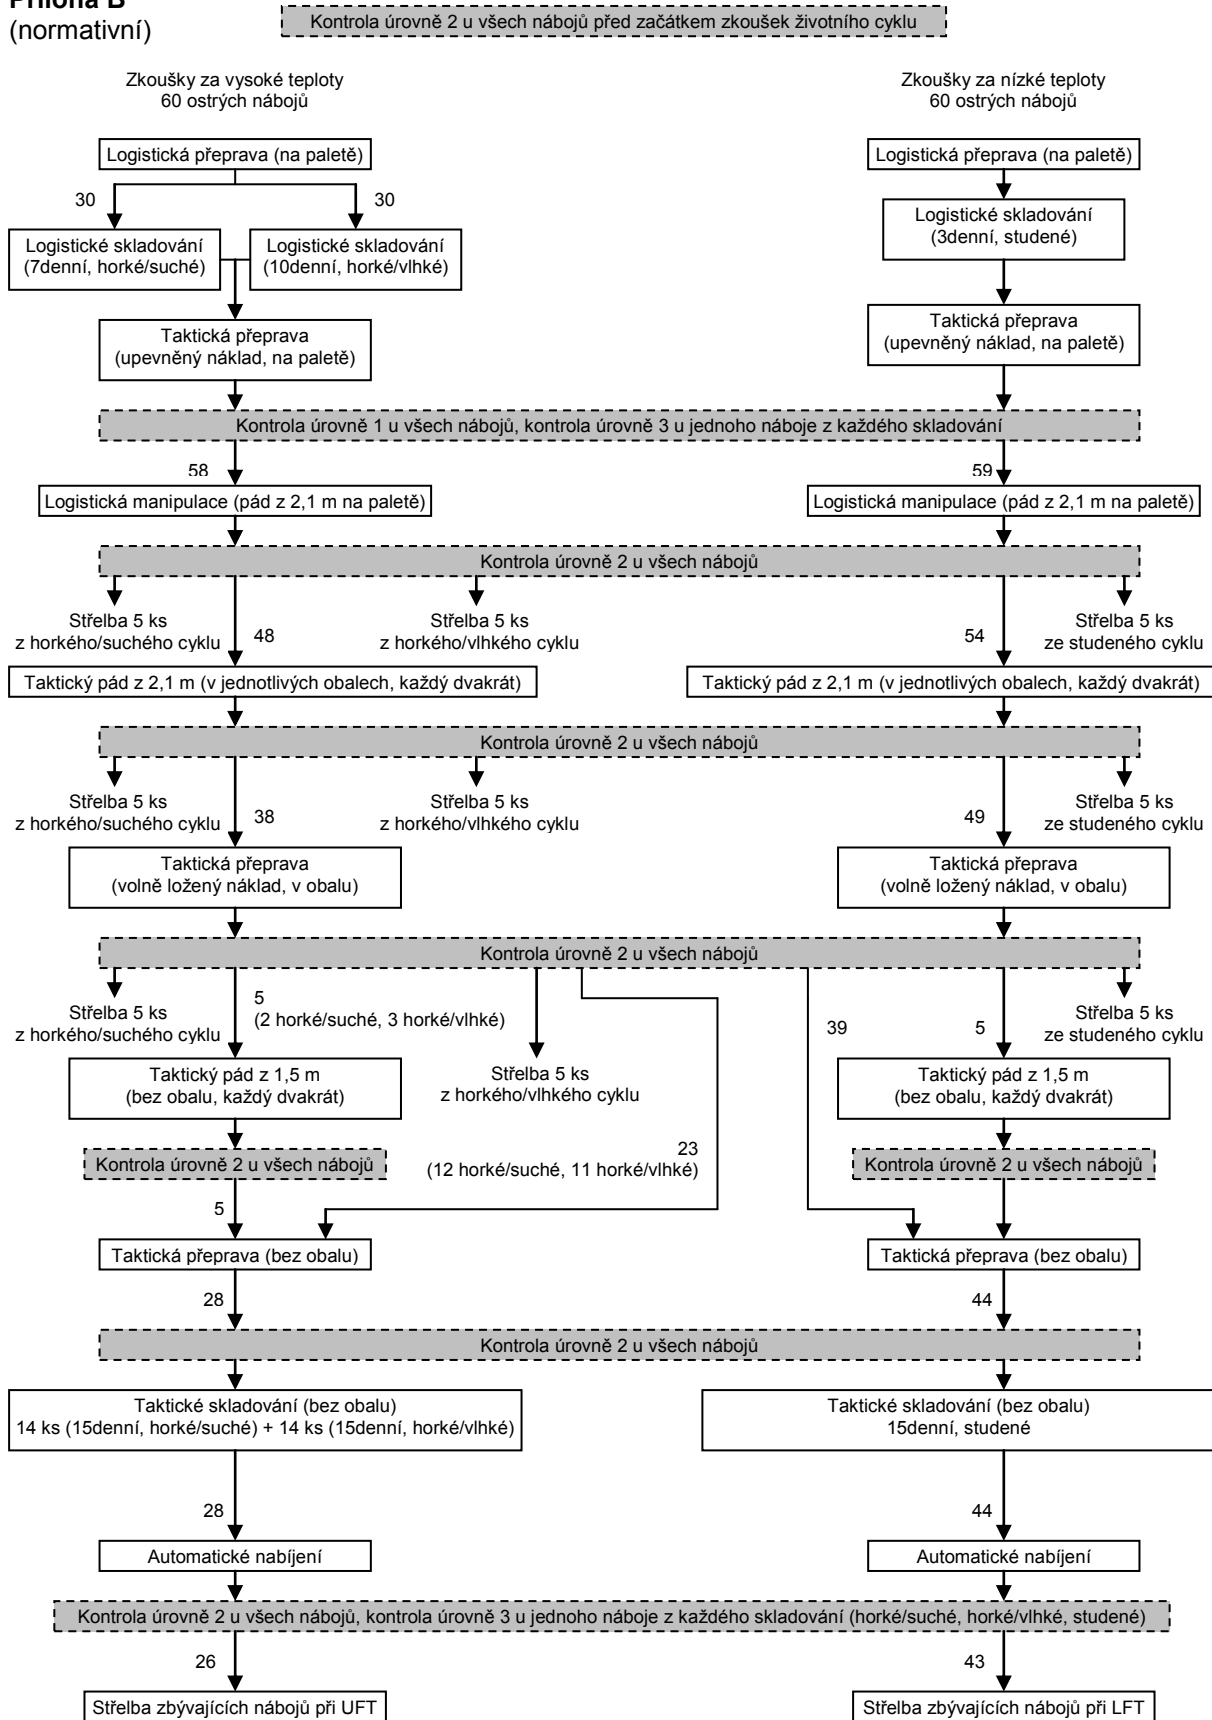 Příloha B
(normativní)
Kontrola úrovně 2 u všech nábojů před začátkem zkoušek životního cyklu
Zkoušky za vysoké teploty
60 ostrých nábojů
Zkoušky za nízké teploty
60 ostrých nábojů
Logistická přeprava (na paletě)
Logistická přeprava (na paletě)
30
30
Logistické skladování
(7denní, horké/suché)
Logistické skladování
(10denní, horké/vlhké)
Logistické skladování
(3denní, studené)
Taktická přeprava
(upevněný náklad, na paletě)
Taktická přeprava
(upevněný náklad, na paletě)
Kontrola úrovně 1 u všech nábojů, kontrola úrovně 3 u jednoho náboje z každého skladování
58
59
Logistická manipulace (pád z 2,1 m na paletě)
Logistická manipulace (pád z 2,1 m na paletě)
Kontrola úrovně 2 u všech nábojů
Střelba 5 ks
z horkého/suchého cyklu
48
Střelba 5 ks
z horkého/vlhkého cyklu
54
Střelba 5 ks
ze studeného cyklu
Taktický pád z 2,1 m (v jednotlivých obalech, každý dvakrát)
Taktický pád z 2,1 m (v jednotlivých obalech, každý dvakrát)
Kontrola úrovně 2 u všech nábojů
Střelba 5 ks
z horkého/suchého cyklu
38
Střelba 5 ks
z horkého/vlhkého cyklu
49
Střelba 5 ks
ze studeného cyklu
Taktická přeprava
(volně ložený náklad, v obalu)
Taktická přeprava
(volně ložený náklad, v obalu)
Kontrola úrovně 2 u všech nábojů
Střelba 5 ks
z horkého/suchého cyklu
5
(2 horké/suché, 3 horké/vlhké)
39
5
Střelba 5 ks
ze studeného cyklu
Taktický pád z 1,5 m
(bez obalu, každý dvakrát)
Střelba 5 ks
z horkého/vlhkého cyklu
Taktický pád z 1,5 m
(bez obalu, každý dvakrát)
23
(12 horké/suché, 11 horké/vlhké)
Kontrola úrovně 2 u všech nábojů
Kontrola úrovně 2 u všech nábojů
5
Taktická přeprava (bez obalu)
Taktická přeprava (bez obalu)
28
44
Kontrola úrovně 2 u všech nábojů
Taktické skladování (bez obalu)
14 ks (15denní, horké/suché) + 14 ks (15denní, horké/vlhké)
Taktické skladování (bez obalu)
15denní, studené
28
44
Automatické nabíjení
Automatické nabíjení
Kontrola úrovně 2 u všech nábojů, kontrola úrovně 3 u jednoho náboje z každého skladování (horké/suché, horké/vlhké, studené)
26
43
Střelba zbývajících nábojů při UFT
Střelba zbývajících nábojů při LFT